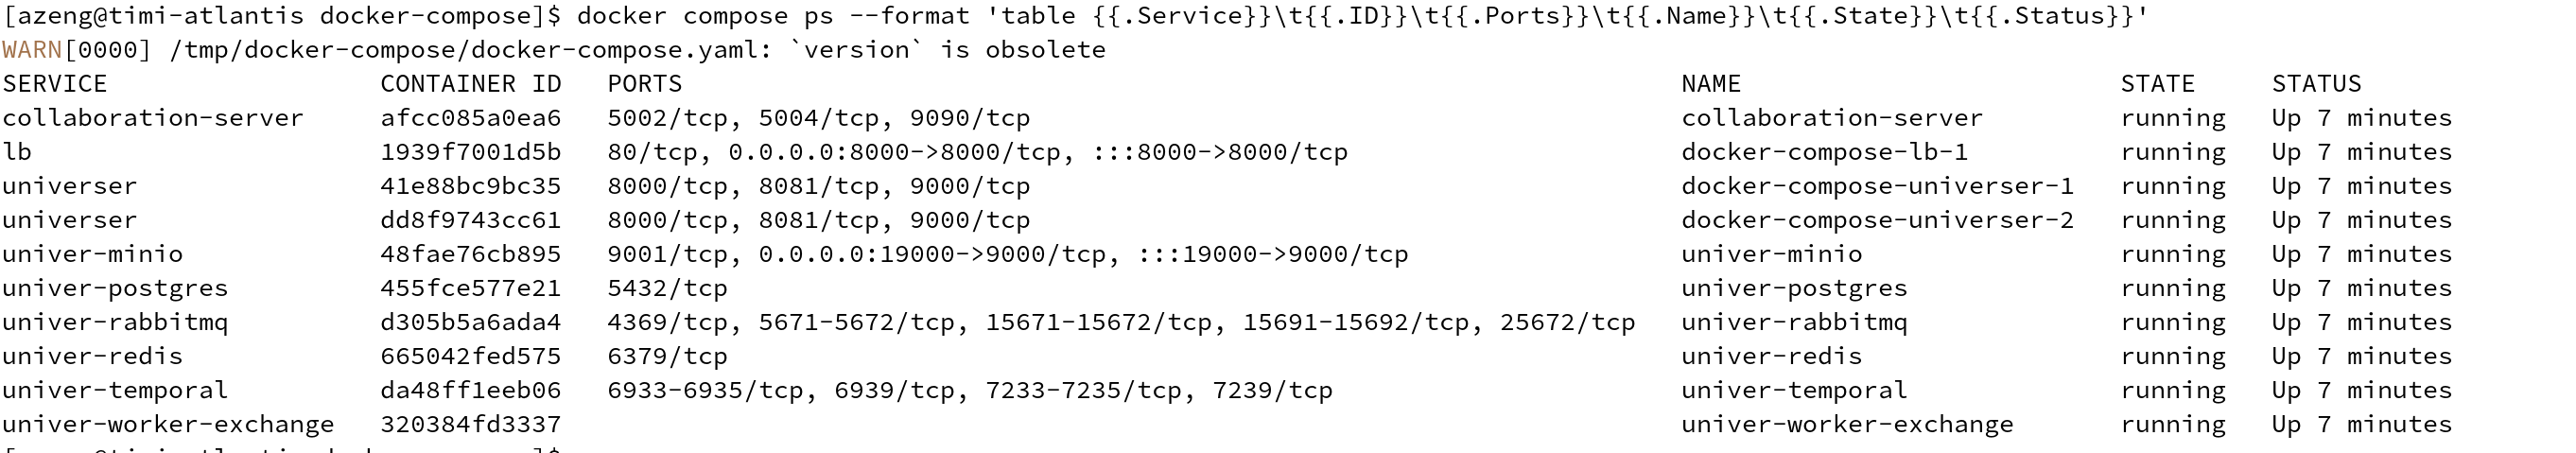 [azeng@timi-atlantis docker-compose]$ docker compose ps --format 'table {{.Service}}\t{{.ID}}\t{{.Ports}}\t{{.Name}}\t{{.State}}\t{{.Status}}'
WARN[0000] /tmp/docker-compose/docker-compose.yaml: `version` is obsolete
SERVICE CONTAINER ID PORTS NAME STATE STATUS
collaboration-server afcc085a0ea6 5002/tcp, 5004/tcp, 9090/tcp collaboration-server running Up 7 minutes
lb 1939f7001d5b 80/tcp, 0.0.0.0:8000->8000/tcp, :::8000->8000/tcp docker-compose-lb-1 running Up 7 minutes
universer 41e88bc9bc35 8000/tcp, 8081/tcp, 9000/tcp docker-compose-universer-1 running Up 7 minutes
universer dd8f9743cc61 8000/tcp, 8081/tcp, 9000/tcp docker-compose-universer-2 running Up 7 minutes
univer-minio 48fae76cb895 9001/tcp, 0.0.0.0:19000->9000/tcp, :::19000->9000/tcp univer-minio running Up 7 minutes
univer-postgres 455fce577e21 5432/tcp univer-postgres running Up 7 minutes
univer-rabbitmq d305b5a6ada4 4369/tcp, 5671-5672/tcp, 15671-15672/tcp, 15691-15692/tcp, 25672/tcp univer-rabbitmq running Up 7 minutes
univer-redis 665042fed575 6379/tcp univer-redis running Up 7 minutes
univer-temporal da48ff1eeb06 6933-6935/tcp, 6939/tcp, 7233-7235/tcp, 7239/tcp univer-temporal running Up 7 minutes
univer-worker-exchange 320384fd3337 univer-worker-exchange running Up 7 minutes